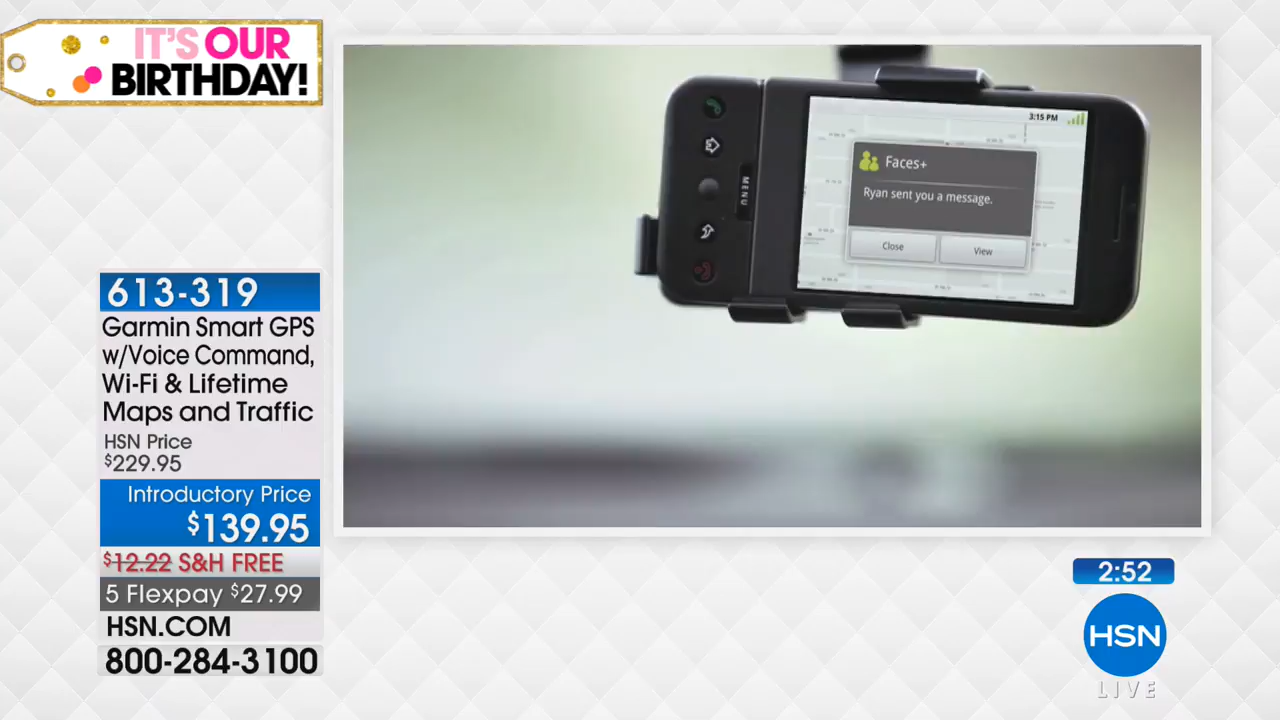 IT'S OUR
BIRTHDAY!
613-319
Garmin Smart GPS
w/Voice Command,
Wi-Fi & Lifetime
Maps and Traffic
HSN Price
$229.95
Introductory Price
$139.95
$12.22 S&H FREE
5 Flexpay $27.99
HSN.COM
800-284-3100
MENU
3:15 PM
Faces+
Ryan sent you a message.
Close
View
2:52
HSN
LIVE